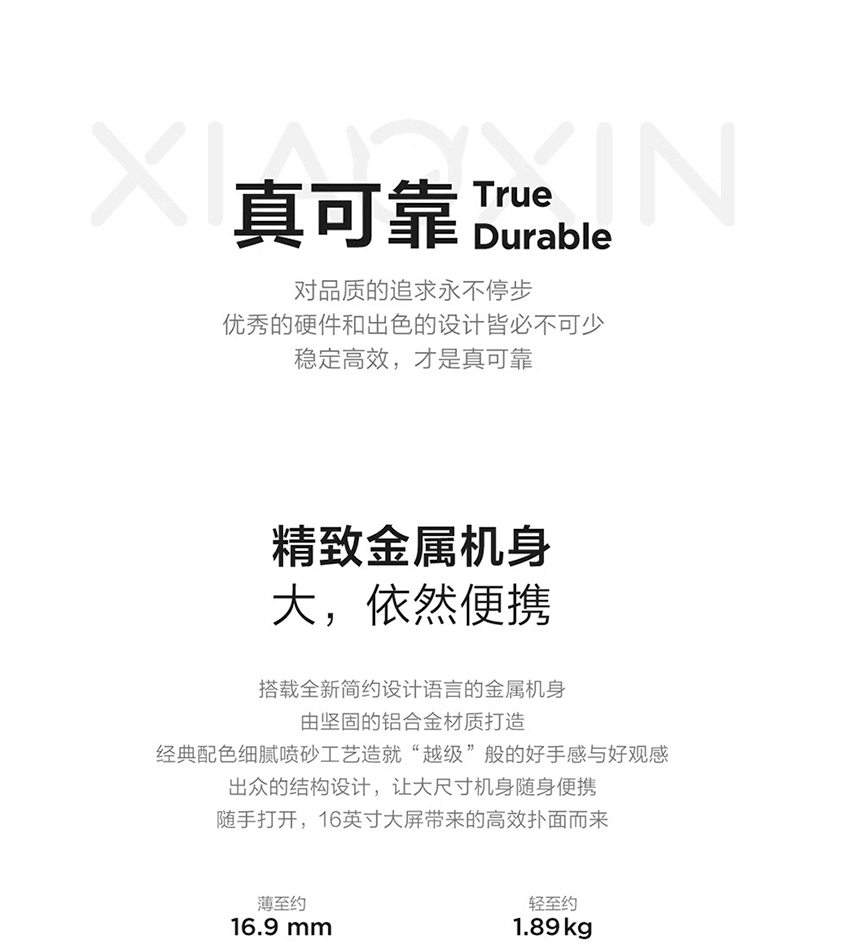 XIAOXIN
真可靠 True Durable
对品质的追求永不停步
优秀的硬件和出色的设计皆必不可少
稳定高效，才是真可靠
精致金属机身
大，依然便携
搭载全新简约设计语言的金属机身
由坚固的铝合金材质打造
经典配色细腻喷砂工艺造就“越级”般的好手感与好观感
出众的结构设计，让大尺寸机身随身便携
随手打开，16英寸大屏带来的高效扑面而来
薄至约 轻至约
16.9 mm 1.89kg